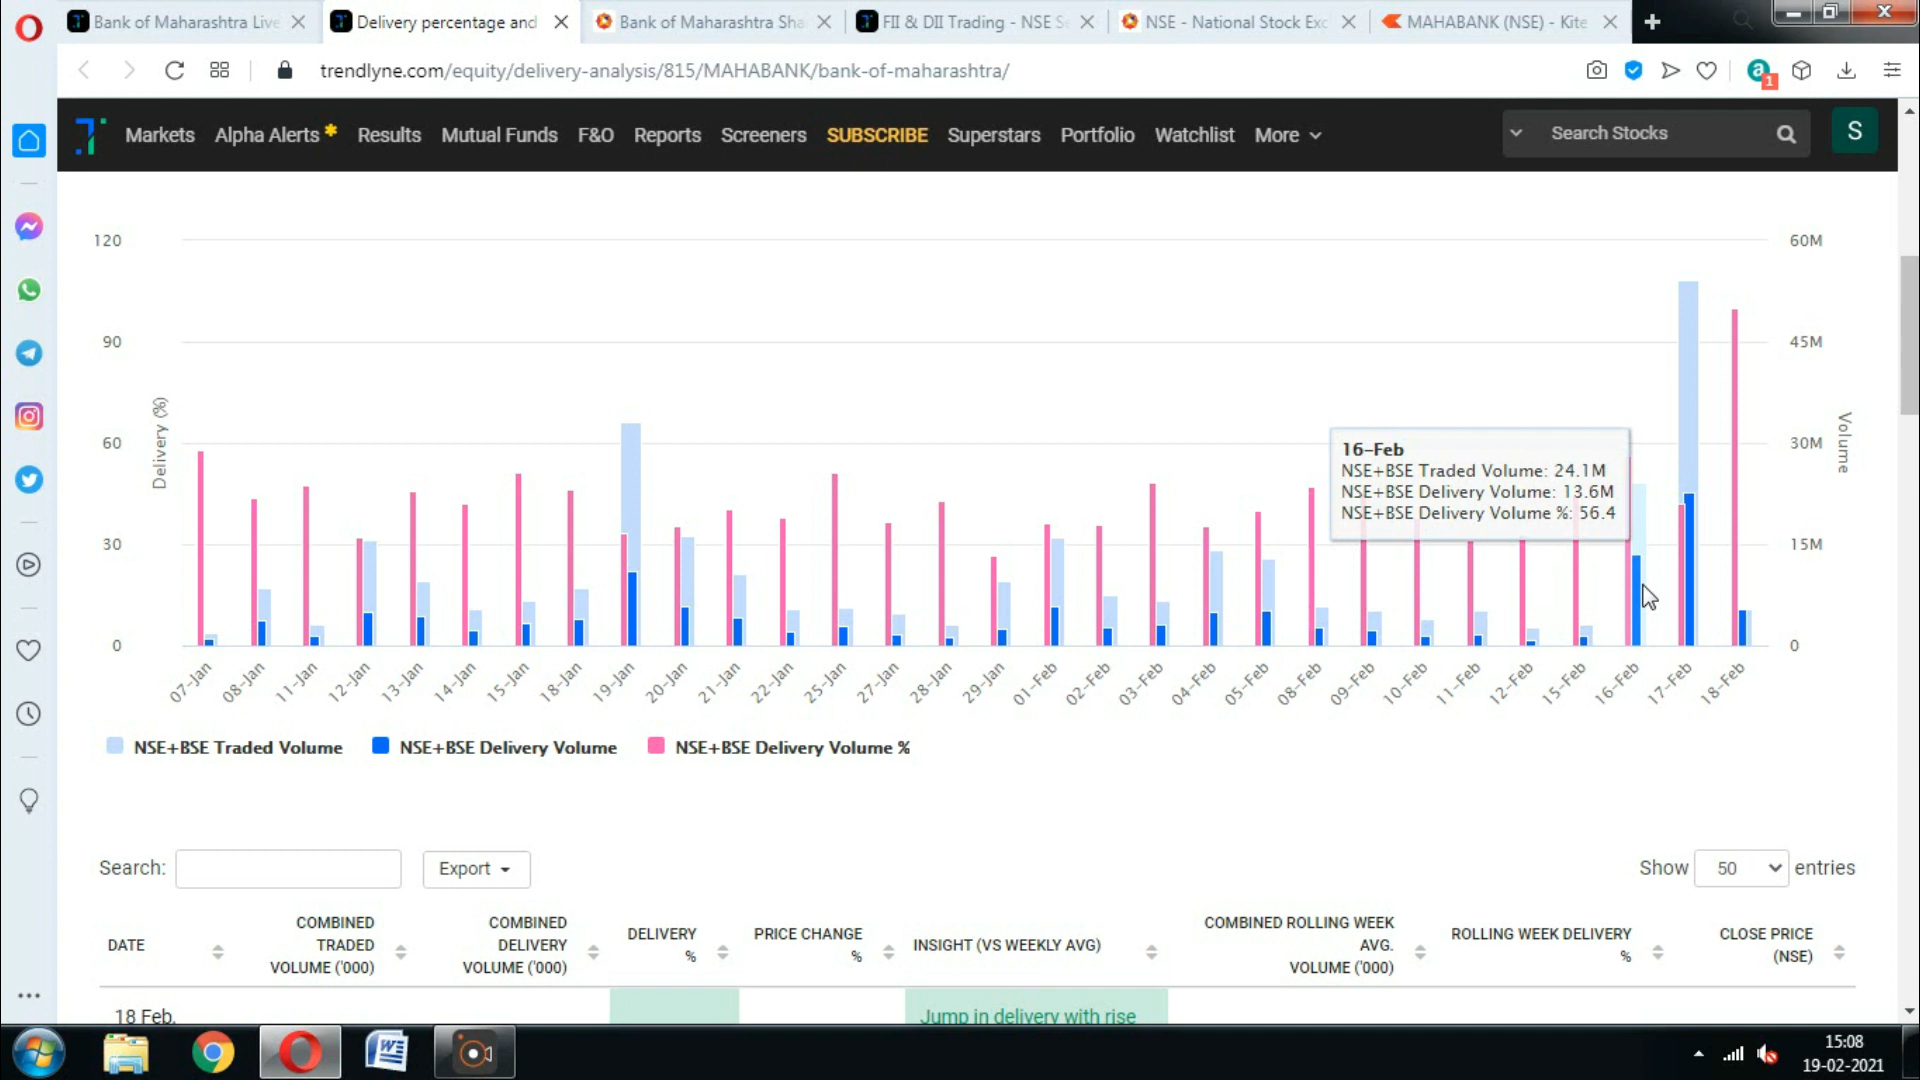 Bank of Maharashtra Live
Delivery percentage and
Bank of Maharashtra Sha
FII & DII Trading - NSE S
NSE - National Stock Exc
MAHABANK (NSE) - Kite
trendlyne.com/equity/delivery-analysis/815/MAHABANK/bank-of-maharashtra/
a
1
Markets
Alpha Alerts
Results
Mutual Funds
F&O
Reports
Screeners
SUBSCRIBE
Superstars
Portfolio
Watchlist
More
Search Stocks
S
120
90
60
30
0
Delivery (%)
60M
45M
30M
15M
0
Volume
16-Feb
NSE+BSE Traded Volume: 24.1M
NSE+BSE Delivery Volume: 13.6M
NSE+BSE Delivery Volume %: 56.4
07-Jan
08-Jan
11-Jan
12-Jan
13-Jan
14-Jan
15-Jan
18-Jan
19-Jan
20-Jan
21-Jan
22-Jan
25-Jan
27-Jan
28-Jan
29-Jan
01-Feb
02-Feb
03-Feb
04-Feb
05-Feb
08-Feb
09-Feb
10-Feb
11-Feb
12-Feb
15-Feb
16-Feb
17-Feb
18-Feb
NSE+BSE Traded Volume
NSE+BSE Delivery Volume
NSE+BSE Delivery Volume %
Search:
Export
Show 50 entries
DATE
COMBINED
TRADED
VOLUME ('000)
COMBINED
DELIVERY
VOLUME ('000)
DELIVERY
%
PRICE CHANGE
%
INSIGHT (VS WEEKLY AVG)
COMBINED ROLLING WEEK
AVG.
VOLUME ('000)
ROLLING WEEK DELIVERY
%
CLOSE PRICE
(NSE)
18 Feb,
Jump in delivery with rise
W
15:08
19-02-2021